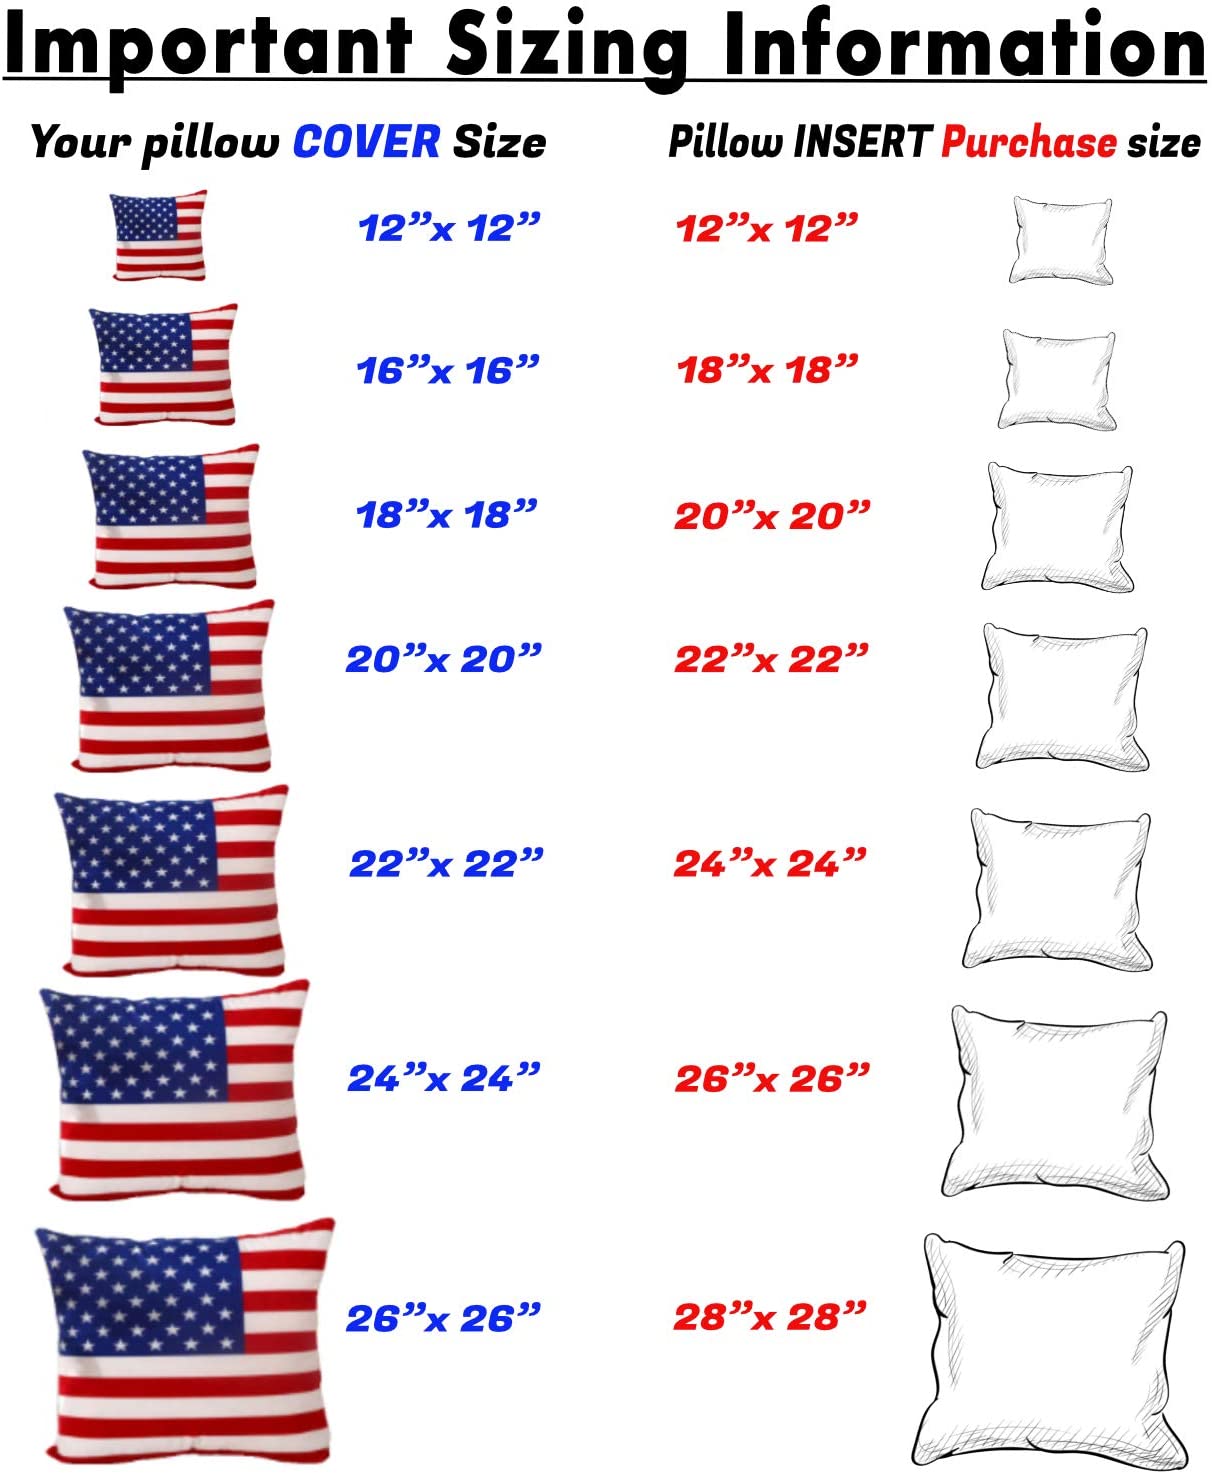 Important Sizing Information
Your pillow COVER Size
Pillow INSERT Purchase size
12”x 12”
12”x 12”
16”x 16”
18”x 18”
18”x 18”
20”x 20”
20”x 20”
22”x 22”
22”x 22”
24”x 24”
24”x 24”
26”x 26”
26”x 26”
28”x 28”